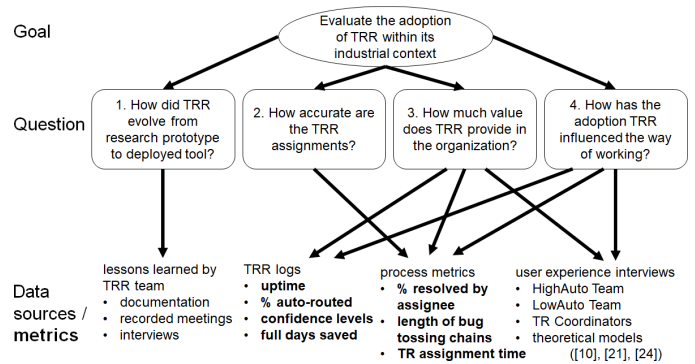 Goal
Evaluate the adoption
of TRR within its
industrial context
Question
1. How did TRR
evolve from
research prototype
to deployed tool?
2. How accurate are
the TRR
assignments?
3. How much value
does TRR provide in
the organization?
4. How has the
adoption TRR
influenced the way
of working?
Data
sources /
metrics
lessons learned by
TRR team
• documentation
• recorded meetings
• interviews
TRR logs
• uptime
• % auto-routed
• confidence levels
• full days saved
process metrics
• % resolved by
assignee
• length of bug
tossing chains
• TR assignment time
user experience interviews
• HighAuto Team
• LowAuto Team
• TR Coordinators
• theoretical models
([10], [21], [24])